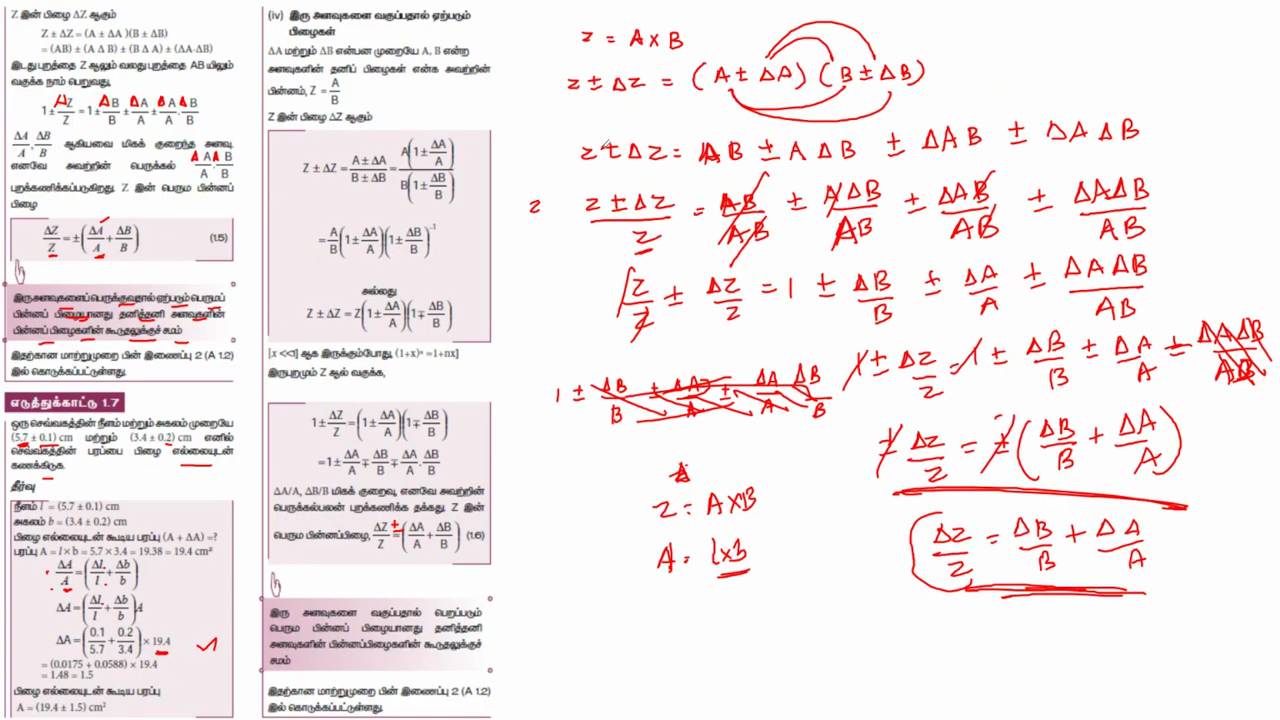 Z இன் பிழை ΔZ ஆகும்
Z ± ΔZ = (A ± ΔA )(B ± ΔB)
= (AB) ± (A Δ B) ± (B Δ A) ± (ΔA·ΔB)
இடது புறத்தை Z ஆலும் வலது புறத்தை AB யிலும்
வகுக்க நாம் பெறுவது,
1 ± ΔZ/Z = 1 ± ΔB/B ± ΔA/A ± ΔA/A · ΔB/B
ΔA/A , ΔB/B ஆகியவை மிகக் குறைந்த அளவு.
எனவே அவற்றின் பெருக்கல் ΔA/A · ΔB/B
புறக்கணிக்கப்படுகிறது. Z இன் பெரும பின்னப்
பிழை
ΔZ/Z = ± (ΔA/A + ΔB/B) (1.5)
இரு அளவுகளைப் பெருக்குவதால் ஏற்படும் பெருமப்
பின்னப் பிழையானது தனித்தனி அளவுகளின்
பின்னப் பிழைகளின் கூடுதலுக்குச் சமம்
இதற்கான மாற்றுமுறை பின் இணைப்பு 2 (A 1.2)
இல் கொடுக்கப்பட்டுள்ளது.
எடுத்துக்காட்டு 1.7
ஒரு செவ்வகத்தின் நீளம் மற்றும் அகலம் முறையே
(5.7 ± 0.1) cm மற்றும் (3.4 ± 0.2) cm எனில்
செவ்வகத்தின் பரப்பை பிழை எல்லையுடன்
கணக்கிடுக.
தீர்வு
நீளம் l = (5.7 ± 0.1) cm
அகலம் b = (3.4 ± 0.2) cm
பிழை எல்லையுடன் கூடிய பரப்பு (A + ΔA) =?
பரப்பு A = l × b = 5.7 × 3.4 = 19.38 = 19.4 cm²
ΔA/A = (Δl/l + Δb/b)
ΔA = (Δl/l + Δb/b)A
ΔA = (0.1/5.7 + 0.2/3.4) × 19.4
= (0.0175 + 0.0588) × 19.4
= 1.48 = 1.5
பிழை எல்லையுடன் கூடிய பரப்பு
A = (19.4 ± 1.5) cm²
(iv) இரு அளவுகளை வகுப்பதால் ஏற்படும்
பிழைகள்
ΔA மற்றும் ΔB என்பன முறையே A, B என்ற
அளவுகளின் தனிப் பிழைகள் என்க அவற்றின்
பின்னம், Z = A/B
Z இன் பிழை ΔZ ஆகும்
Z ± ΔZ = A ± ΔA / B ± ΔB = A(1 ± ΔA/A) / B(1 ± ΔB/B)
= A/B (1 ± ΔA/A)(1 ± ΔB/B)⁻¹
அல்லது
Z ± ΔZ = Z(1 ± ΔA/A)(1 ∓ ΔB/B)
[x <<1 ஆக இருக்கும்போது, (1+x)ⁿ =1+nx]
இருபுறமும் Z ஆல் வகுக்க,
1 ± ΔZ/Z = (1 ± ΔA/A)(1 ∓ ΔB/B)
= 1 ± ΔA/A ∓ ΔB/B ∓ ΔA/A · ΔB/B
ΔA/A, ΔB/B மிகக் குறைவு, எனவே அவற்றின்
பெருக்கல்பலன் புறக்கணிக்க தக்கது. Z இன்
பெரும பின்னப்பிழை, ΔZ/Z = ± (ΔA/A + ΔB/B) (1.6)
இரு அளவுகளை வகுப்பதால் பெறப்படும்
பெரும பின்னப் பிழையானது தனித்தனி
அளவுகளின் பின்னப்பிழைகளின் கூடுதலுக்குச்
சமம்
இதற்கான மாற்றுமுறை பின் இணைப்பு 2 (A 1.2)
இல் கொடுக்கப்பட்டுள்ளது.
Z = A × B
Z ± ΔZ = (A ± ΔA) (B ± ΔB)
Z ± ΔZ = AB ± A ΔB ± ΔA B ± ΔA ΔB
Z Z ± ΔZ / Z = AB/AB ± AΔB/AB ± ΔAB/AB ± ΔAΔB/AB
Z/Z ± ΔZ/Z = 1 ± ΔB/B ± ΔA/A ± ΔA ΔB/AB
1 ± ΔZ/Z = 1 ± ΔB/B ± ΔA/A ± ΔAΔB/AB
1 ± ΔB/B ± ΔA/A ± ΔA/A ΔB/B
± ΔZ/Z = ± (ΔB/B + ΔA/A)
Z = A×B
ΔZ/Z = ΔB/B + ΔA/A
A = l×b